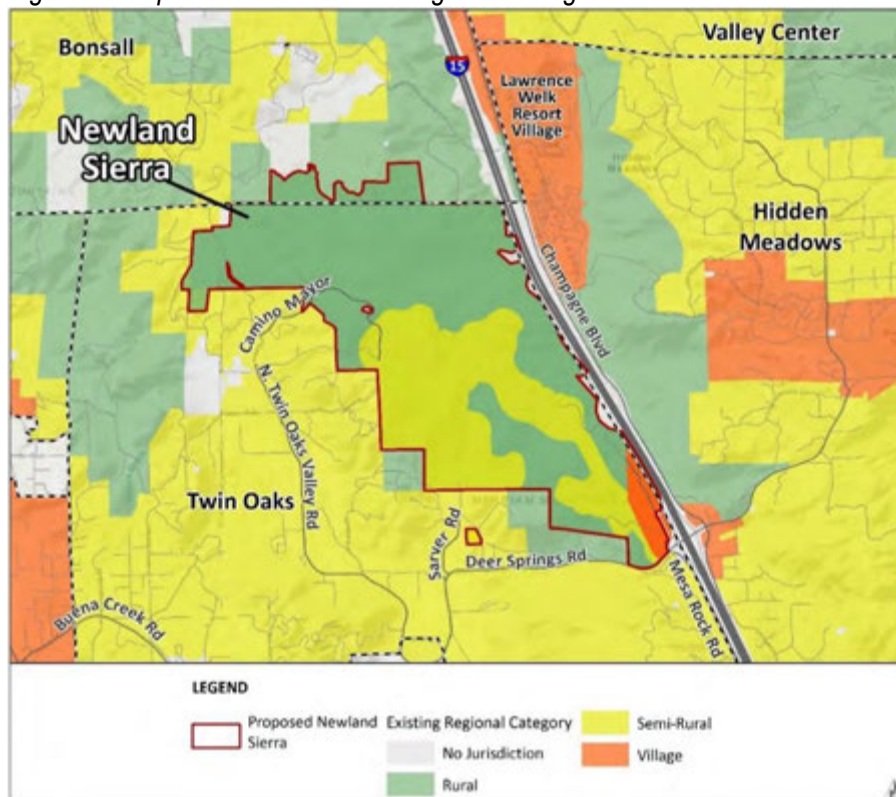 Bonsall
Valley Center
15
Lawrence
Welk
Resort
Village
Newland
Sierra
Hidden
Meadows
Champagne Blvd
Camino Mayor
N. Twin Oaks Valley Rd
Twin Oaks
Sarver Rd
Deer Springs Rd
Mesa Rock Rd
Buena Creek Rd
LEGEND
Proposed Newland
Sierra
Existing Regional Category
No Jurisdiction
Rural
Semi-Rural
Village